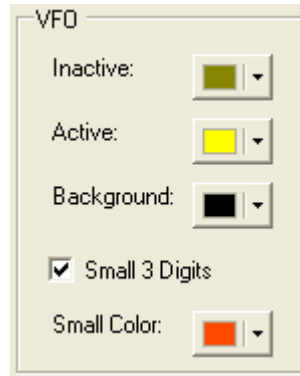 VFO
Inactive:
Active:
Background:
Small 3 Digits
Small Color: